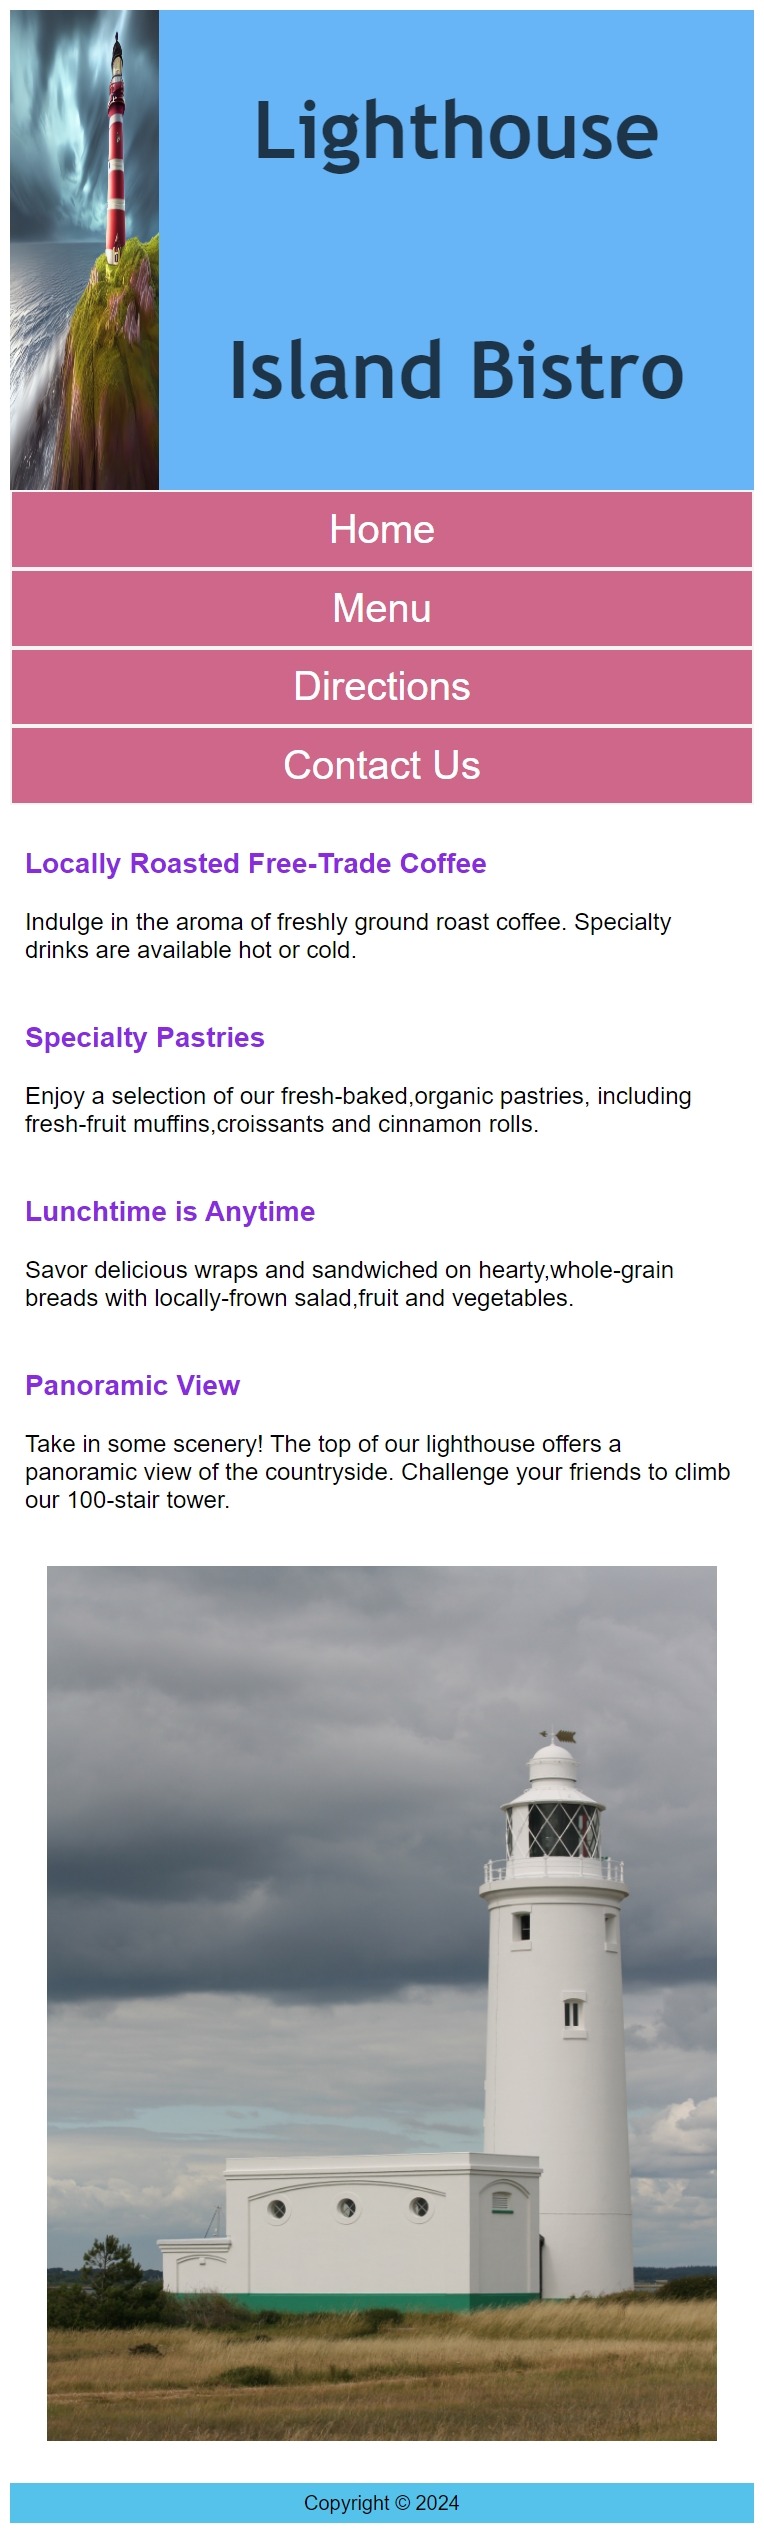 Lighthouse
Island Bistro
Home
Menu
Directions
Contact Us
Locally Roasted Free-Trade Coffee
Indulge in the aroma of freshly ground roast coffee. Specialty
drinks are available hot or cold.
Specialty Pastries
Enjoy a selection of our fresh-baked,organic pastries, including
fresh-fruit muffins,croissants and cinnamon rolls.
Lunchtime is Anytime
Savor delicious wraps and sandwiched on hearty,whole-grain
breads with locally-frown salad,fruit and vegetables.
Panoramic View
Take in some scenery! The top of our lighthouse offers a
panoramic view of the countryside. Challenge your friends to climb
our 100-stair tower.
Copyright © 2024